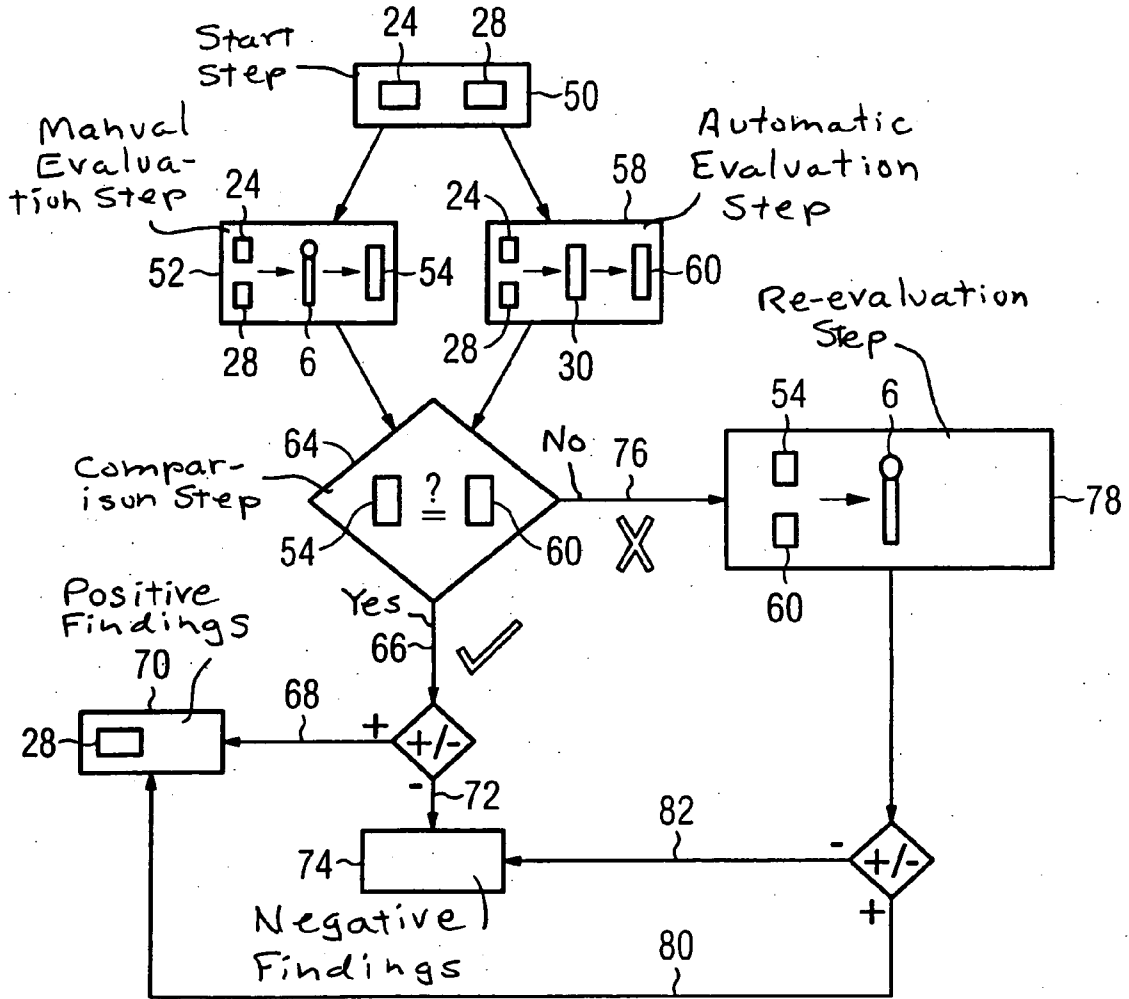 Start
Step
24
28
50
Manual
Evalua-
tion Step
24
52
54
28
6
Automatic
Evaluation
Step
58
24
60
28
30
Re-evaluation
Step
54
6
78
60
64
Compar-
ison Step
?
=
54
60
No
76
X
Yes
66
Positive
Findings
70
28
68
+
+/-
-
72
74
Negative
Findings
82
-
+/-
+
80